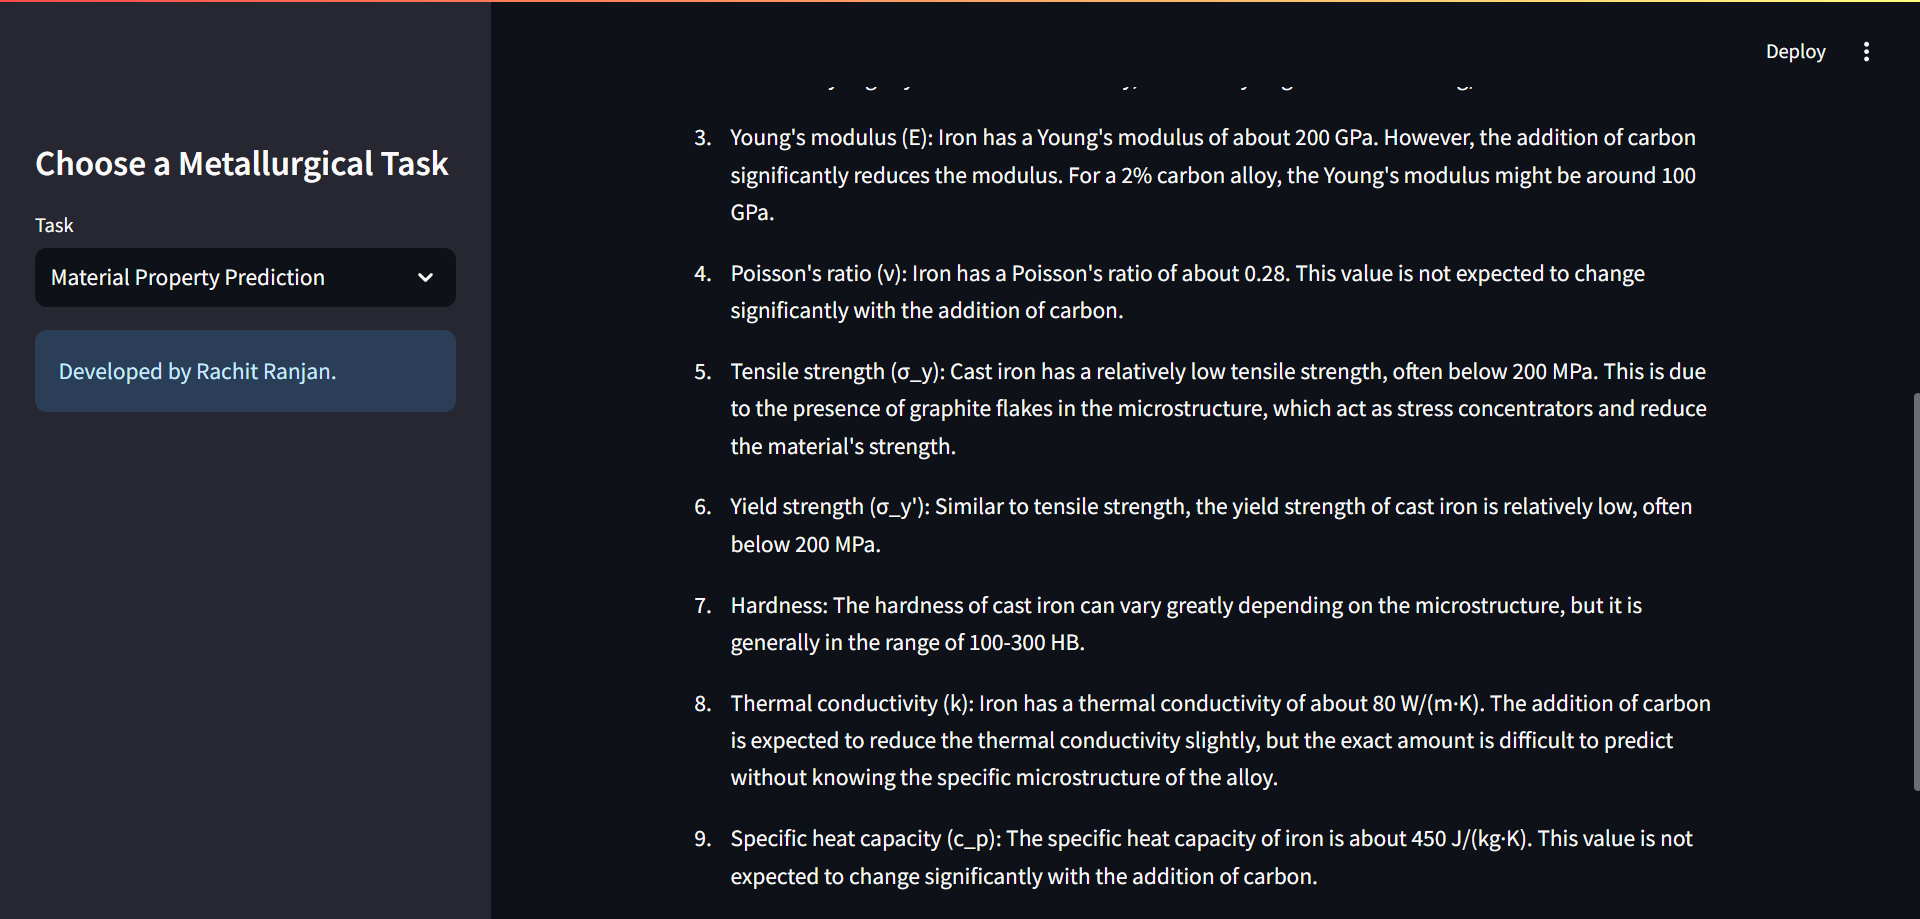 Deploy
Choose a Metallurgical Task
Task
Material Property Prediction
Developed by Rachit Ranjan.
3. Young's modulus (E): Iron has a Young's modulus of about 200 GPa. However, the addition of carbon
significantly reduces the modulus. For a 2% carbon alloy, the Young's modulus might be around 100
GPa.
4. Poisson's ratio (ν): Iron has a Poisson's ratio of about 0.28. This value is not expected to change
significantly with the addition of carbon.
5. Tensile strength (σ_y): Cast iron has a relatively low tensile strength, often below 200 MPa. This is due
to the presence of graphite flakes in the microstructure, which act as stress concentrators and reduce
the material's strength.
6. Yield strength (σ_y'): Similar to tensile strength, the yield strength of cast iron is relatively low, often
below 200 MPa.
7. Hardness: The hardness of cast iron can vary greatly depending on the microstructure, but it is
generally in the range of 100-300 HB.
8. Thermal conductivity (k): Iron has a thermal conductivity of about 80 W/(m·K). The addition of carbon
is expected to reduce the thermal conductivity slightly, but the exact amount is difficult to predict
without knowing the specific microstructure of the alloy.
9. Specific heat capacity (c_p): The specific heat capacity of iron is about 450 J/(kg·K). This value is not
expected to change significantly with the addition of carbon.